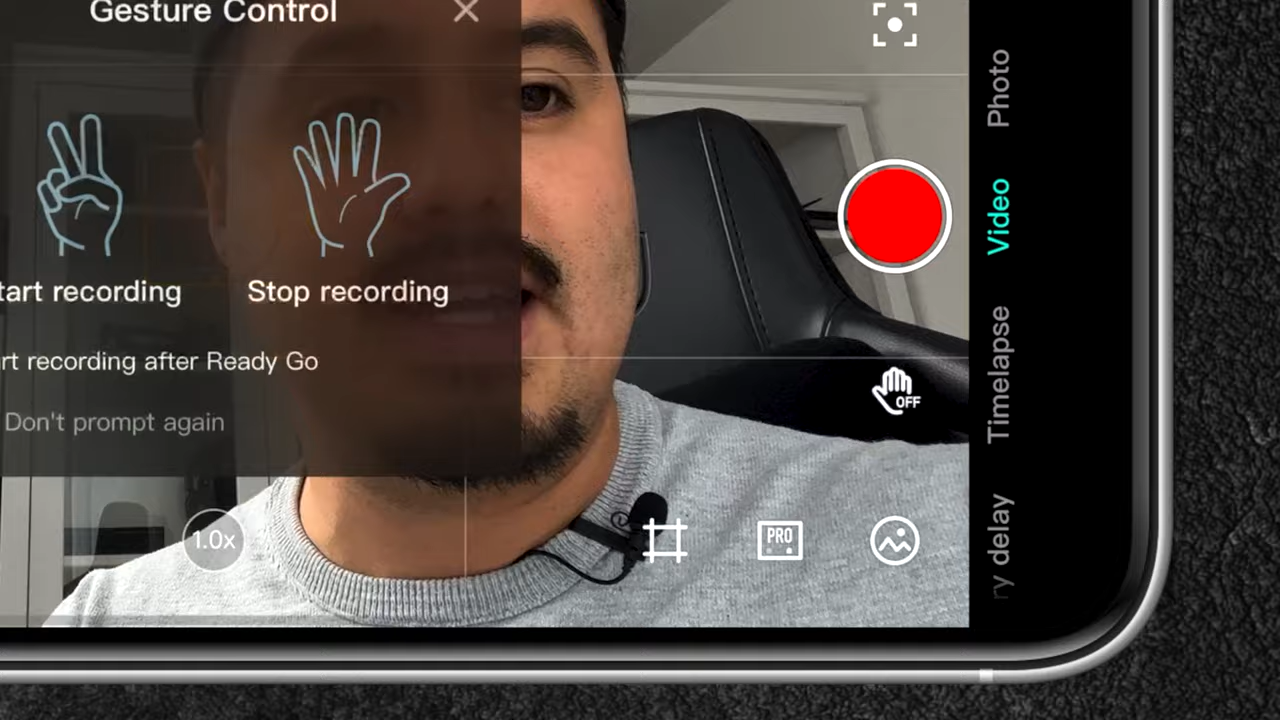 Gesture Control
tart recording
Stop recording
rt recording after Ready Go
Don't prompt again
1.0x
PRO
OFF
Photo
Video
Timelapse
ry delay